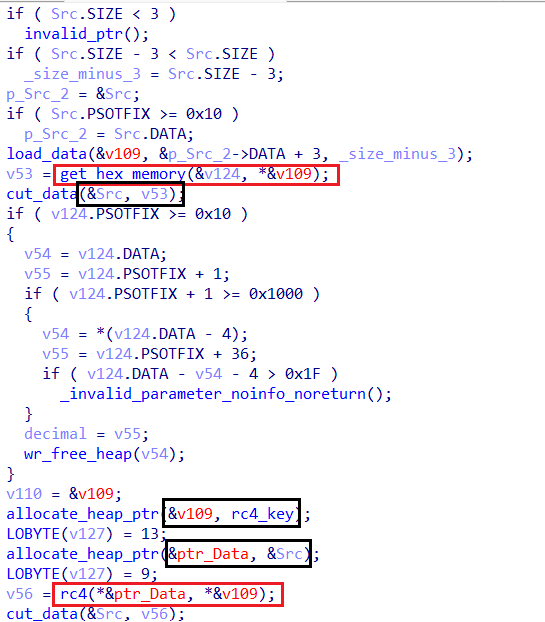 if ( Src.SIZE < 3 )
invalid_ptr();
if ( Src.SIZE - 3 < Src.SIZE )
_size_minus_3 = Src.SIZE - 3;
p_Src_2 = &Src;
if ( Src.PSOTFIX >= 0x10 )
p_Src_2 = Src.DATA;
load_data(&v109, &p_Src_2->DATA + 3, _size_minus_3);
v53 = get_hex_memory(&v124, *&v109);
cut_data(&Src, v53);
if ( v124.PSOTFIX >= 0x10 )
{
v54 = v124.DATA;
v55 = v124.PSOTFIX + 1;
if ( v124.PSOTFIX + 1 >= 0x1000 )
{
v54 = *(v124.DATA - 4);
v55 = v124.PSOTFIX + 36;
if ( v124.DATA - v54 - 4 > 0x1F )
_invalid_parameter_noinfo_noreturn();
}
decimal = v55;
wr_free_heap(v54);
}
v110 = &v109;
allocate_heap_ptr(&v109, rc4_key);
LOBYTE(v127) = 13;
allocate_heap_ptr(&ptr_Data, &Src);
LOBYTE(v127) = 9;
v56 = rc4(*&ptr_Data, *&v109);
cut_data(&Src, v56);